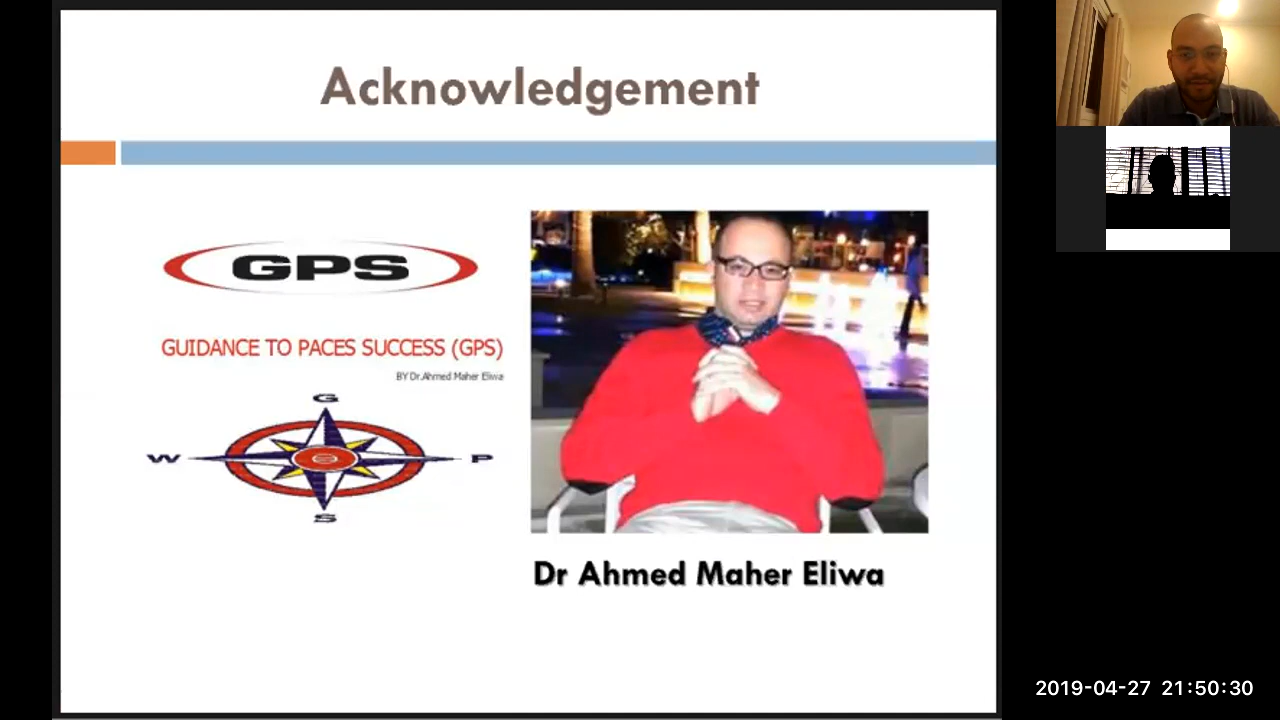 Acknowledgement
GPS
GUIDANCE TO PACES SUCCESS (GPS)
BY Dr.Ahmed Maher Eliwa
G
W P
S
Dr Ahmed Maher Eliwa
2019-04-27 21:50:30